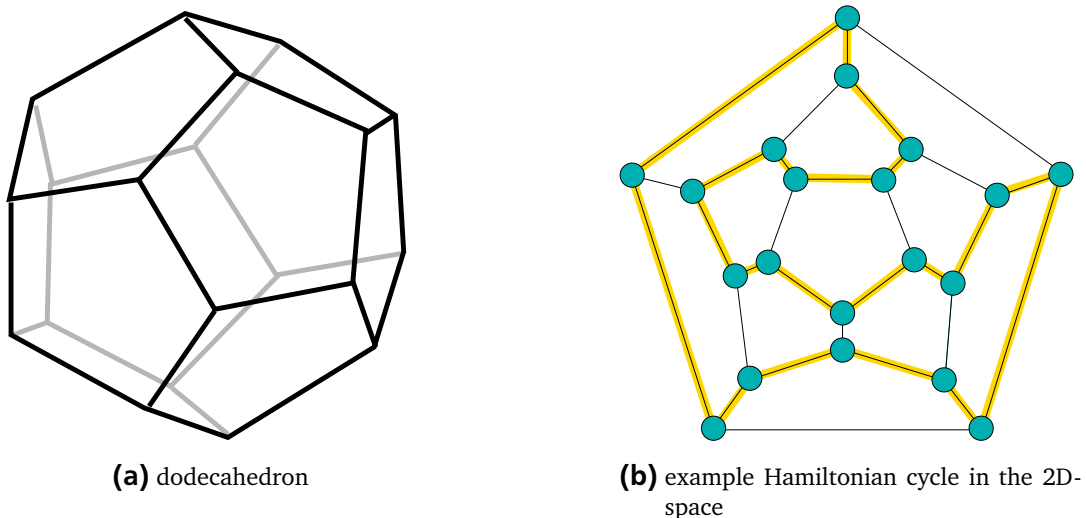 (a) dodecahedron
(b) example Hamiltonian cycle in the 2D-
space